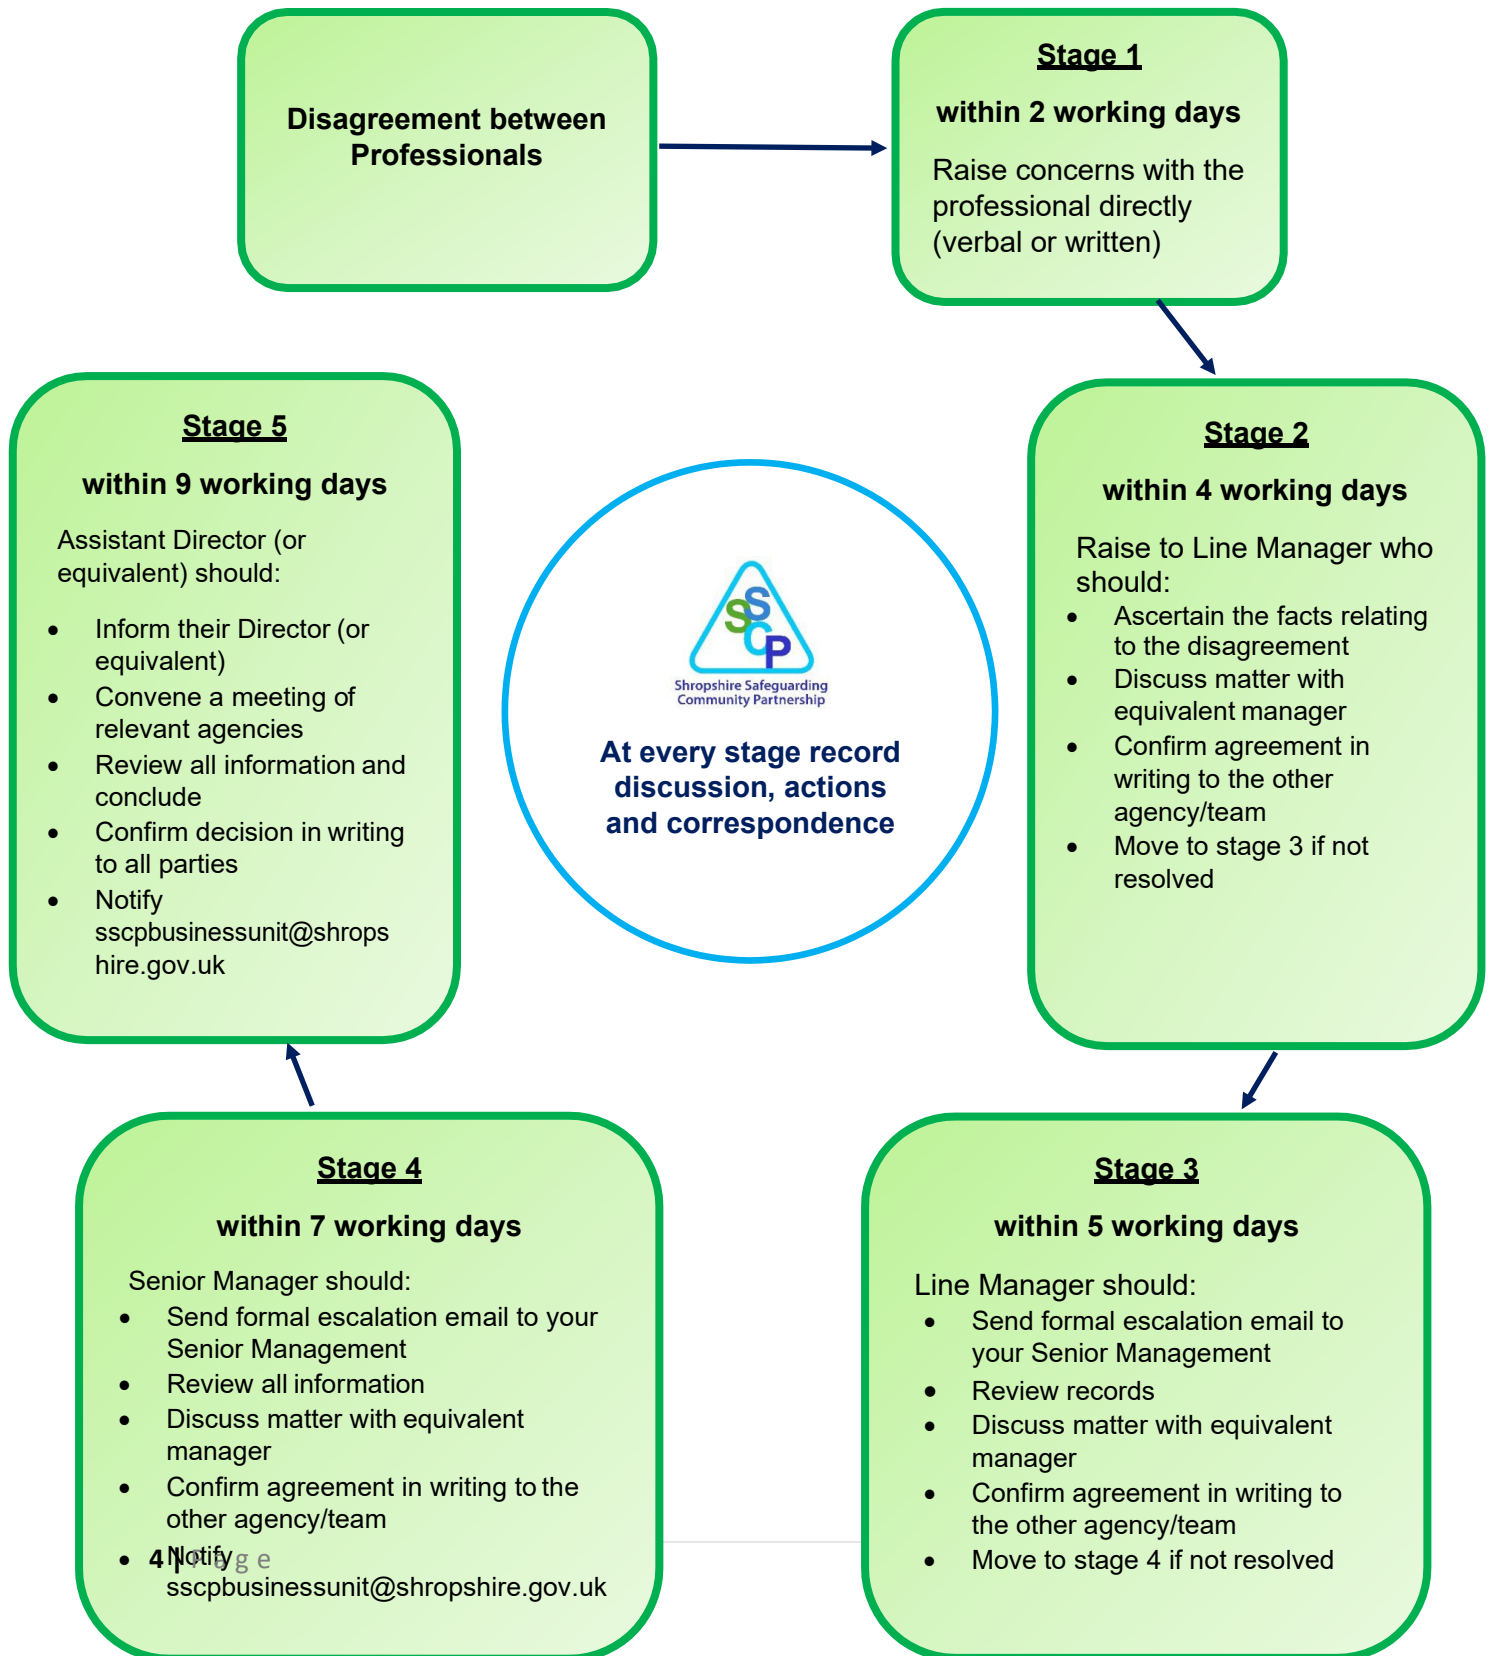 Disagreement between
Professionals
Stage 1
within 2 working days
Raise concerns with the
professional directly
(verbal or written)
Stage 2
within 4 working days
Raise to Line Manager who
should:
• Ascertain the facts relating
to the disagreement
• Discuss matter with
equivalent manager
• Confirm agreement in
writing to the other
agency/team
• Move to stage 3 if not
resolved
Stage 3
within 5 working days
Line Manager should:
• Send formal escalation email to
your Senior Management
• Review records
• Discuss matter with equivalent
manager
• Confirm agreement in writing to
the other agency/team
• Move to stage 4 if not resolved
Stage 4
within 7 working days
Senior Manager should:
• Send formal escalation email to your
Senior Management
• Review all information
• Discuss matter with equivalent
manager
• Confirm agreement in writing to the
other agency/team
• Notify
sscpbusinessunit@shropshire.gov.uk
4 | Page
Stage 5
within 9 working days
Assistant Director (or
equivalent) should:
• Inform their Director (or
equivalent)
• Convene a meeting of
relevant agencies
• Review all information and
conclude
• Confirm decision in writing
to all parties
• Notify
sscpbusinessunit@shrops
hire.gov.uk
SSCP
Shropshire Safeguarding
Community Partnership
At every stage record
discussion, actions
and correspondence